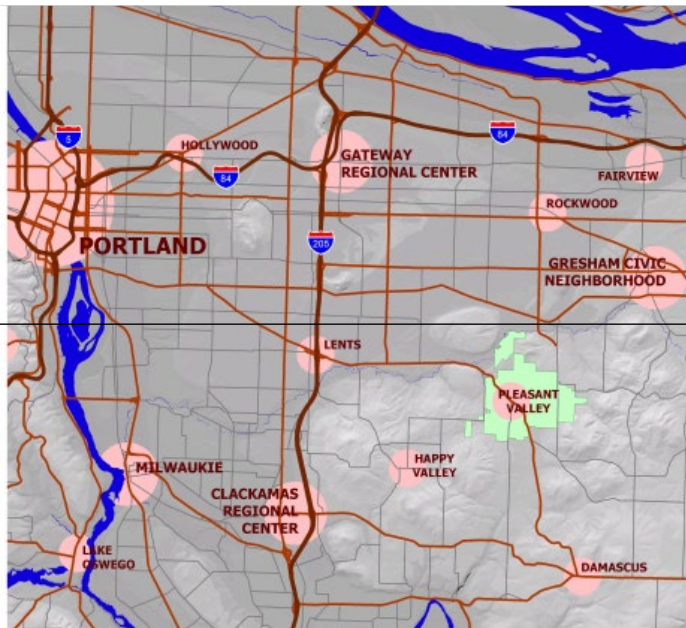 5
HOLLYWOOD
84
84
GATEWAY
REGIONAL CENTER
FAIRVIEW
ROCKWOOD
PORTLAND
205
GRESHAM CIVIC
NEIGHBORHOOD
LENTS
PLEASANT
VALLEY
MILWAUKIE
HAPPY
VALLEY
CLACKAMAS
REGIONAL
CENTER
LAKE
OSWEGO
DAMASCUS